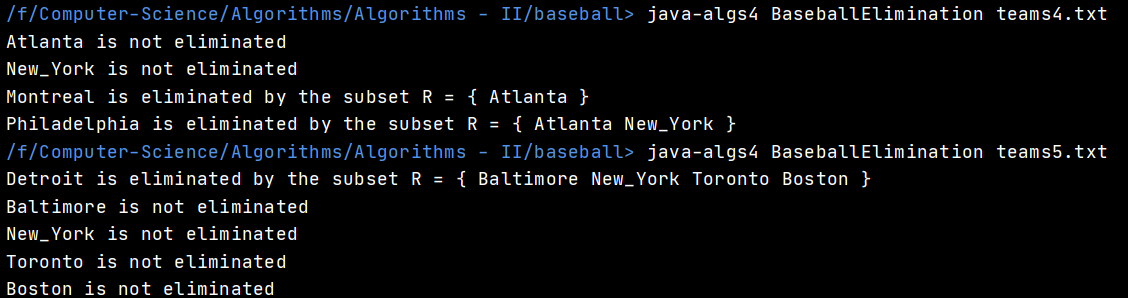 /f/Computer-Science/Algorithms/Algorithms - II/baseball> java-algs4 BaseballElimination teams4.txt
Atlanta is not eliminated
New_York is not eliminated
Montreal is eliminated by the subset R = { Atlanta }
Philadelphia is eliminated by the subset R = { Atlanta New_York }
/f/Computer-Science/Algorithms/Algorithms - II/baseball> java-algs4 BaseballElimination teams5.txt
Detroit is eliminated by the subset R = { Baltimore New_York Toronto Boston }
Baltimore is not eliminated
New_York is not eliminated
Toronto is not eliminated
Boston is not eliminated